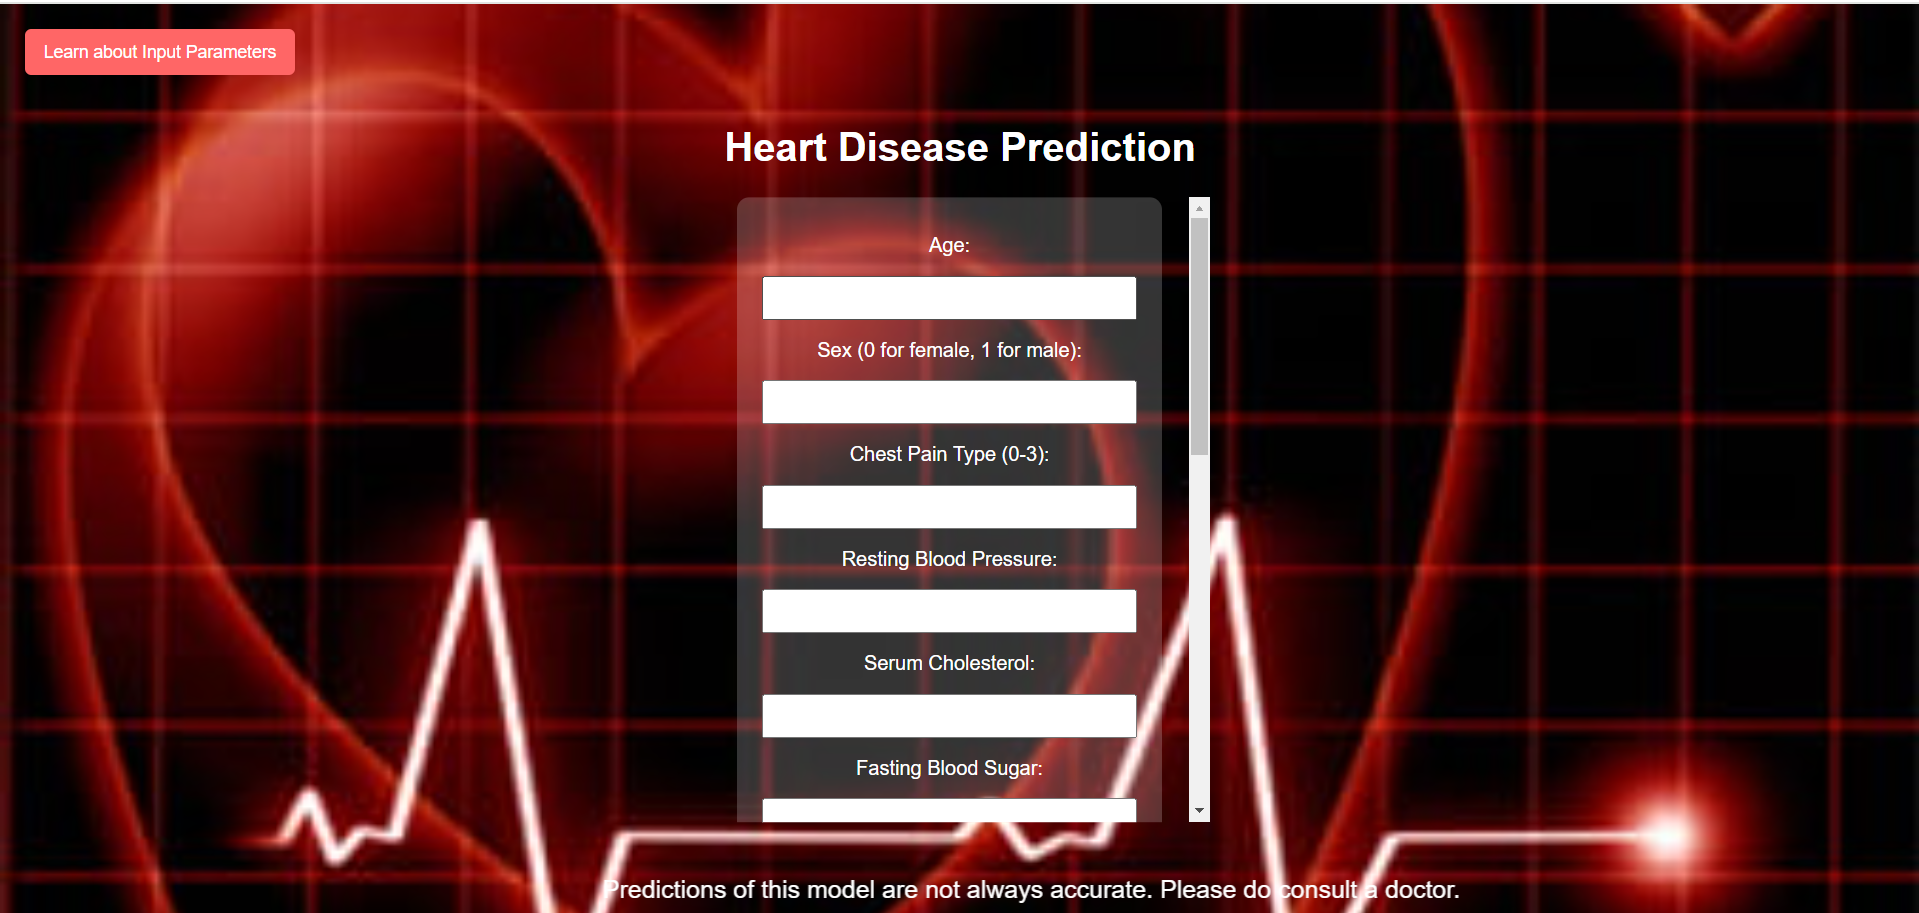 Learn about Input Parameters
Heart Disease Prediction
Age:
Sex (0 for female, 1 for male):
Chest Pain Type (0-3):
Resting Blood Pressure:
Serum Cholesterol:
Fasting Blood Sugar:
Predictions of this model are not always accurate. Please do consult a doctor.